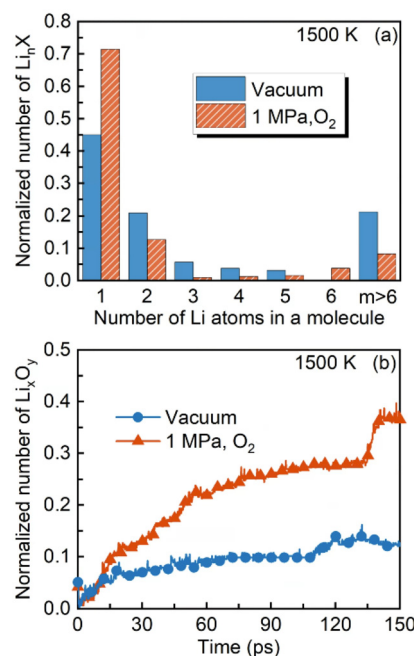 1500 K (a)
Vacuum
1 MPa,O₂
Normalized number of LiₙX
0.8
0.7
0.6
0.5
0.4
0.3
0.2
0.1
0.0
1 2 3 4 5 6 m>6
Number of Li atoms in a molecule
1500 K (b)
Vacuum
1 MPa, O₂
Normalized number of LiₓOᵧ
0.5
0.4
0.3
0.2
0.1
0.0
0 30 60 90 120 150
Time (ps)